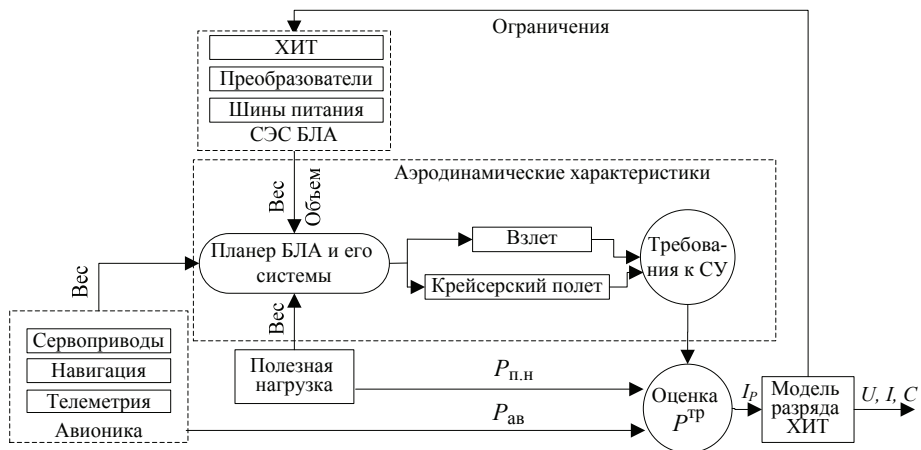 Ограничения
ХИТ
Преобразователи
Шины питания
СЭС БЛА
Вес
Объем
Аэродинамические характеристики
Планер БЛА и его
системы
Взлет
Крейсерский полет
Требова-
ния к СУ
Вес
Вес
Сервоприводы
Навигация
Телеметрия
Авионика
Полезная
нагрузка
Pп.н
Pав
Оценка
Pтр
IP
Модель
разряда
ХИТ
U, I, C